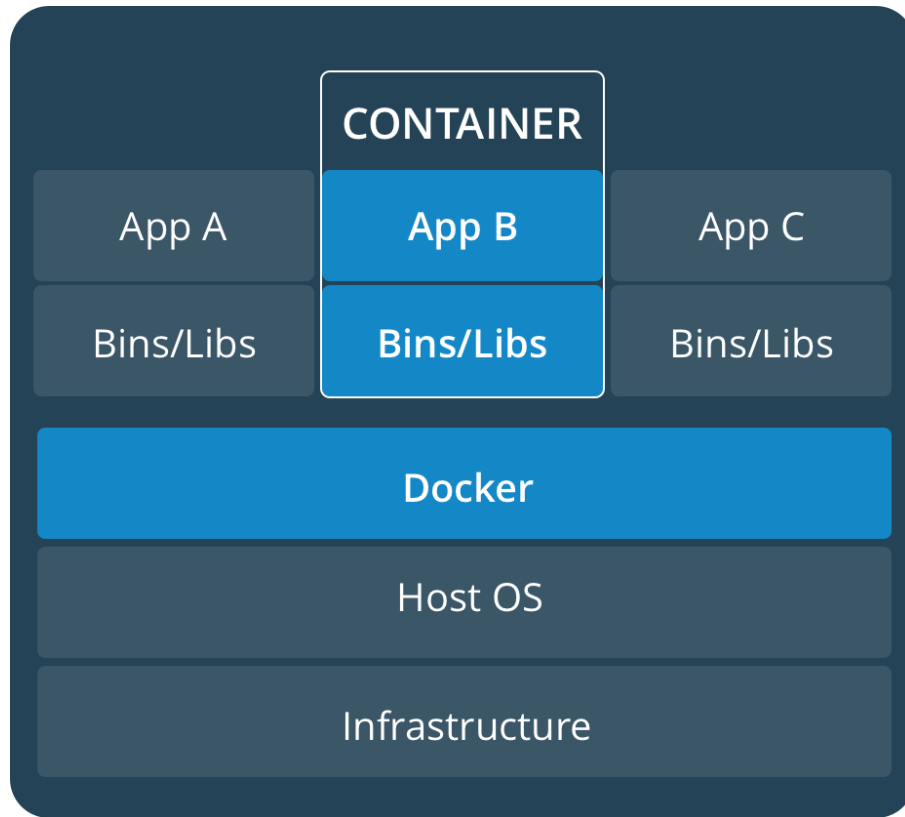 CONTAINER
App A
App B
App C
Bins/Libs
Bins/Libs
Bins/Libs
Docker
Host OS
Infrastructure